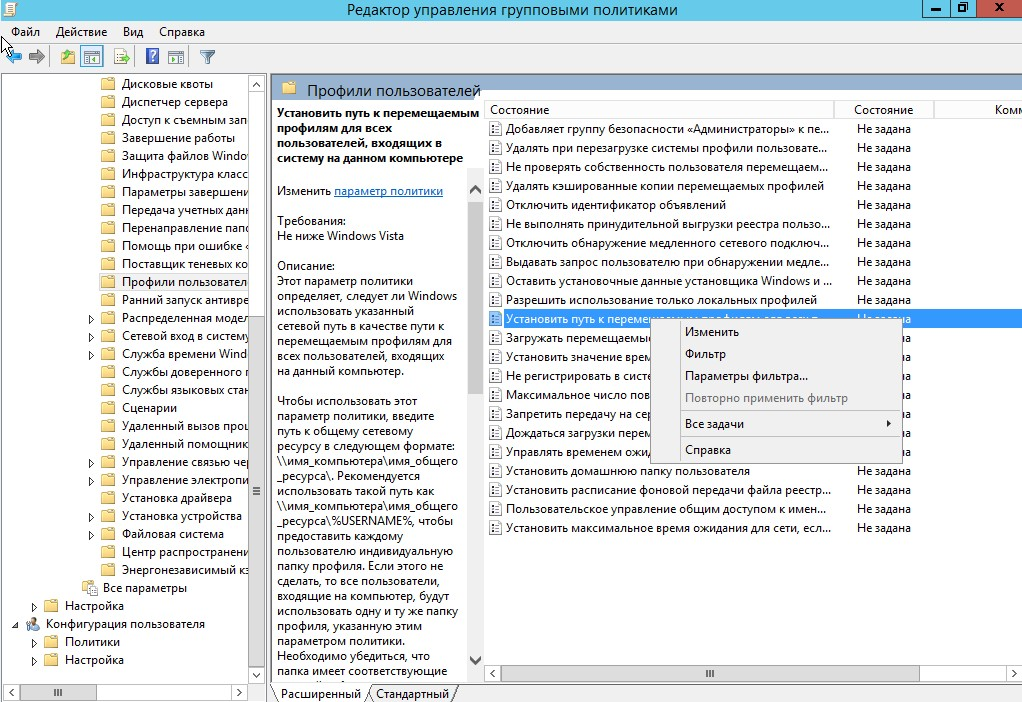 Редактор управления групповыми политиками
Файл Действие Вид Справка
Дисковые квоты
Диспетчер сервера
Доступ к съемным зап
Завершение работы
Защита файлов Windo
Инфраструктура класс
Параметры завершени
Передача учетных дан
Перенаправление пап
Помощь при ошибке «
Поставщик теневых ко
Профили пользовател
Ранний запуск антивре
Распределенная модел
Сетевой вход в систему
Служба времени Wind
Службы доверенного г
Службы языковых стан
Сценарии
Удаленный вызов проц
Удаленный помощник
Управление связью чер
Управление электропи
Установка драйвера
Установка устройства
Файловая система
Центр распространени
Энергонезависимый кэ
Все параметры
Настройка
Конфигурация пользователя
Политики
Настройка
Профили пользователей
Установить путь к перемещаемым
профилям для всех
пользователей, входящих в
систему на данном компьютере
Изменить параметр политики
Требования:
Не ниже Windows Vista
Описание:
Этот параметр политики
определяет, следует ли Windows
использовать указанный
сетевой путь в качестве пути к
перемещаемым профилям для
всех пользователей, входящих
на данный компьютер.
Чтобы использовать этот
параметр политики, введите
путь к общему сетевому
ресурсу в следующем формате:
\\имя_компьютера\имя_общего
_ресурса\. Рекомендуется
использовать такой путь как
\\имя_компьютера\имя_общего
_ресурса\%USERNAME%, чтобы
предоставить каждому
пользователю индивидуальную
папку профиля. Если этого не
сделать, то все пользователи,
входящие на компьютер, будут
использовать одну и ту же папку
профиля, указанную этим
параметром политики.
Необходимо убедиться, что
папка имеет соответствующие
Состояние Состояние Комм
Добавляет группу безопасности «Администраторы» к пе... Не задана
Удалять при перезагрузке системы профили пользовате... Не задана
Не проверять собственность пользователя перемещаем... Не задана
Удалять кэшированные копии перемещаемых профилей Не задана
Отключить идентификатор объявлений Не задана
Не выполнять принудительной выгрузки реестра пользо... Не задана
Отключить обнаружение медленного сетевого подключ... Не задана
Выдавать запрос пользователю при обнаружении медле... Не задана
Оставить установочные данные установщика Windows и ... Не задана
Разрешить использование только локальных профилей Не задана
Установить путь к перемещаемым профилям для всех п... Не задана
Загружать перемещаемые
Установить значение врем
Не регистрировать в систе
Максимальное число пов
Запретить передачу на сер
Дождаться загрузки перем
Управлять временем ожид
Изменить
Фильтр
Параметры фильтра...
Повторно применить фильтр
Все задачи
Справка
Установить домашнюю папку пользователя Не задана
Установить расписание фоновой передачи файла реестр... Не задана
Пользовательское управление общим доступом к имен... Не задана
Установить максимальное время ожидания для сети, есл... Не задана
Расширенный Стандартный